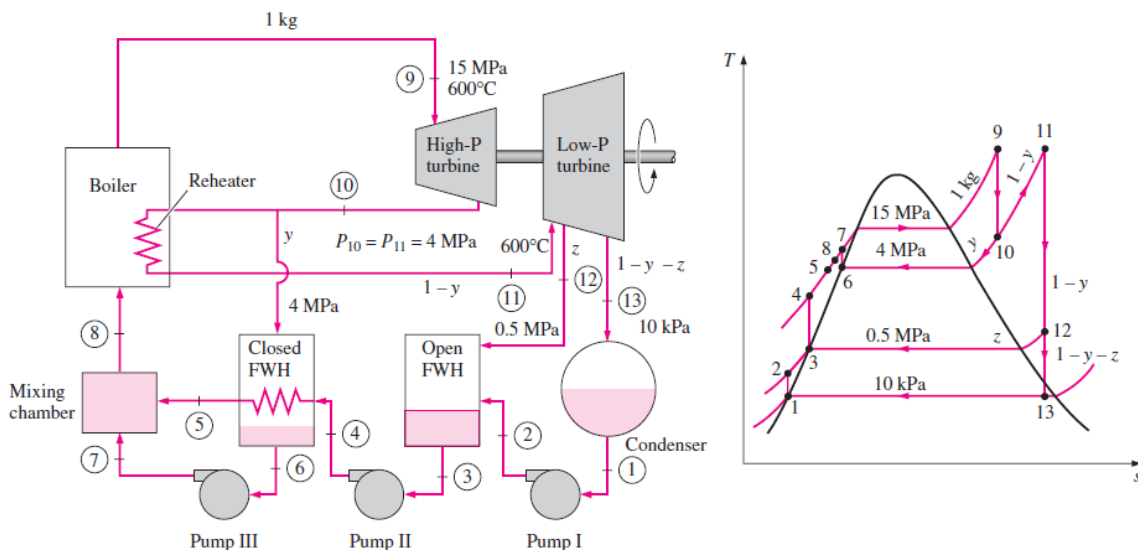 1 kg
9
15 MPa
600°C
High-P
turbine
Low-P
turbine
Boiler
Reheater
10
y
P10 = P11 = 4 MPa
600°C
z
1 – y
11
12
1 – y – z
13
4 MPa
0.5 MPa
10 kPa
8
Closed
FWH
Open
FWH
Mixing
chamber
5
4
2
Condenser
7
6
3
1
Pump III
Pump II
Pump I
T
9
11
1 kg
1 – y
15 MPa
7
8
5
y
4 MPa
10
6
4
1 – y
0.5 MPa
z
12
2
3
1 – y – z
10 kPa
1
13
s